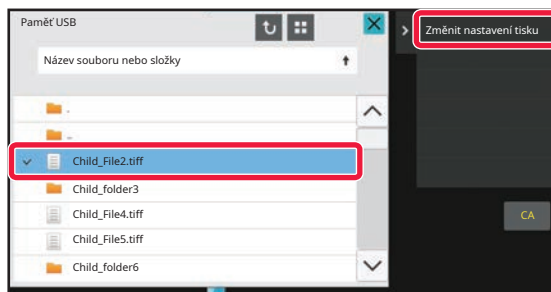 Paměť USB
Změnit nastavení tisku
Název souboru nebo složky
.
..
Child_File2.tiff
Child_folder3
CA
Child_File4.tiff
Child_File5.tiff
Child_folder6